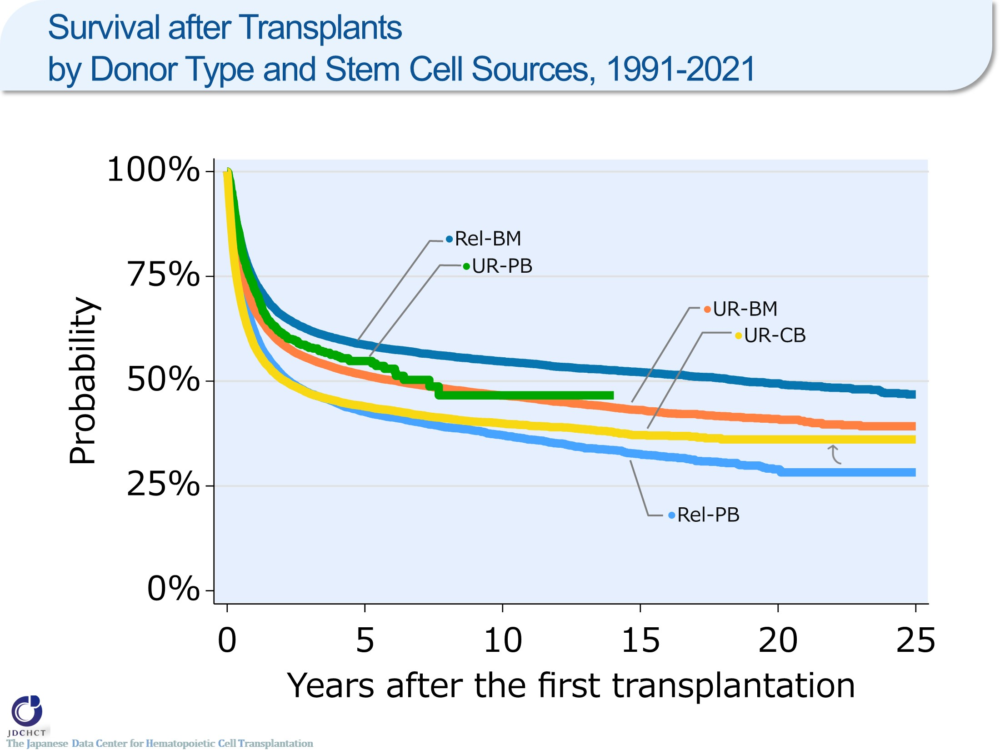 Survival after Transplants
by Donor Type and Stem Cell Sources, 1991-2021
100%
75%
50%
25%
0%
Probability
Rel-BM
UR-PB
UR-BM
UR-CB
Rel-PB
0 5 10 15 20 25
Years after the first transplantation
JDCHCT
The Japanese Data Center for Hematopoietic Cell Transplantation